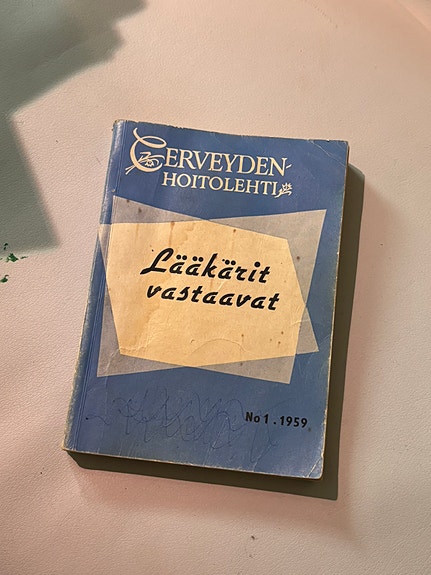 TERVEYDEN-
HOITOLEHTI
Lääkärit
vastaavat
No 1 . 1959